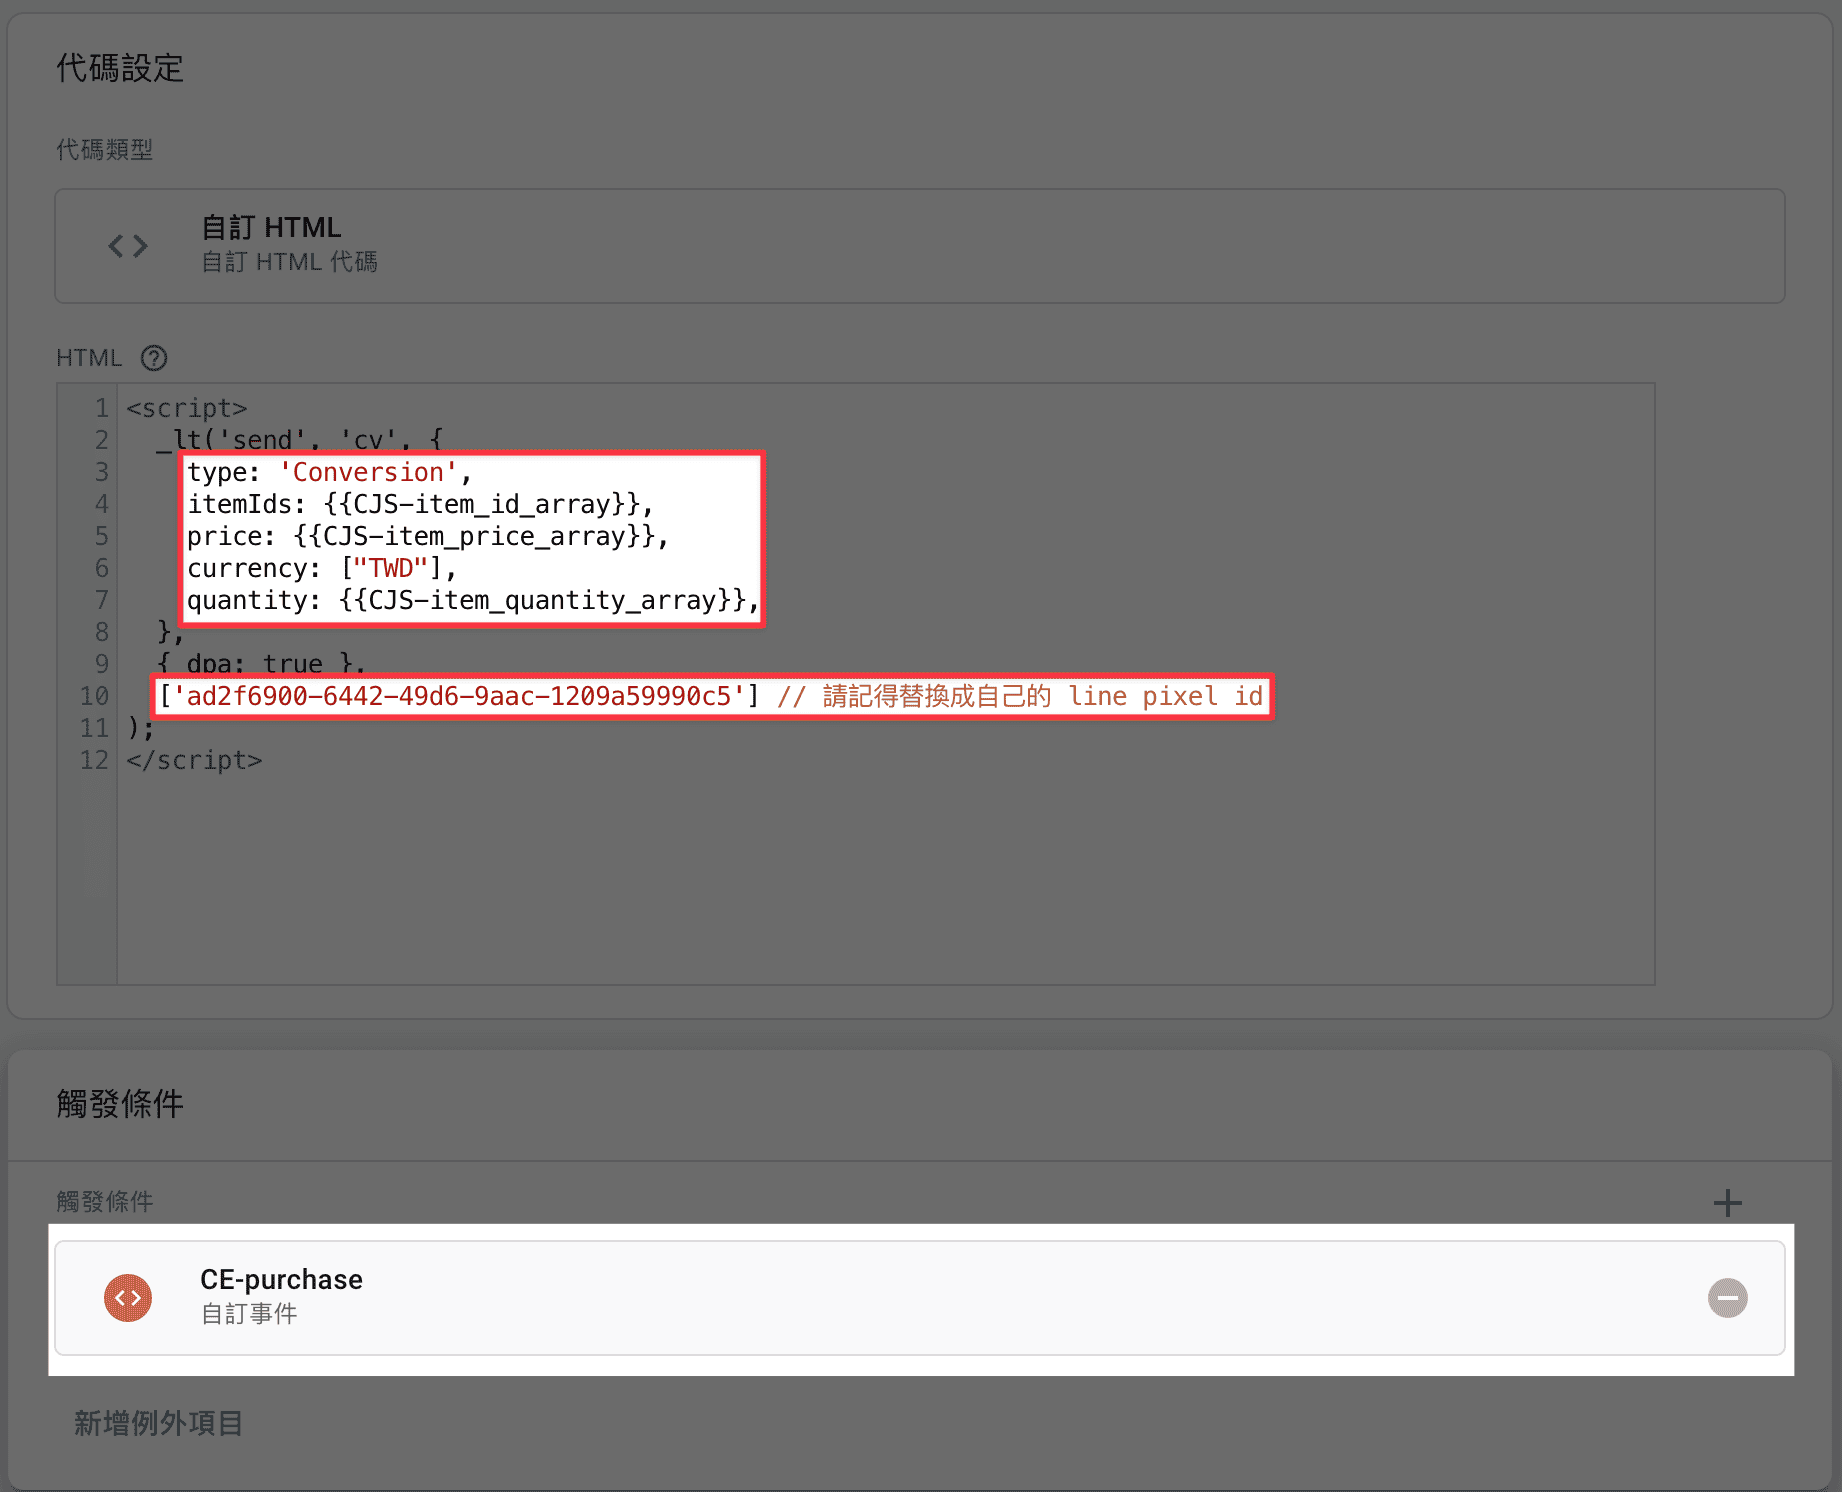 代碼設定
代碼類型
自訂 HTML
自訂 HTML 代碼
HTML ?
1 <script>
2 _lt('send', 'cv', {
3 type: 'Conversion',
4 itemIds: {{CJS-item_id_array}},
5 price: {{CJS-item_price_array}},
6 currency: ["TWD"],
7 quantity: {{CJS-item_quantity_array}},
8 },
9 { dpa: true },
10 ['ad2f6900-6442-49d6-9aac-1209a59990c5'] // 請記得替換成自己的 line pixel id
11 );
12 </script>
觸發條件
觸發條件
CE-purchase
自訂事件
新增例外項目